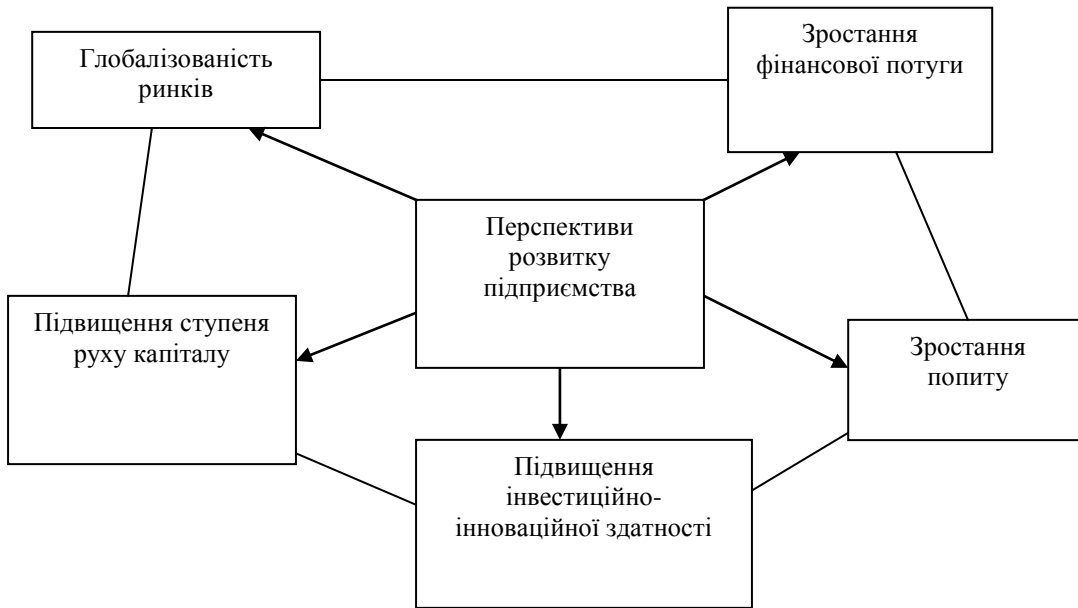 Глобалізованість
ринків
Зростання
фінансової потуги
Перспективи
розвитку
підприємства
Підвищення ступеня
руху капіталу
Зростання
попиту
Підвищення
інвестиційно-
інноваційної здатності